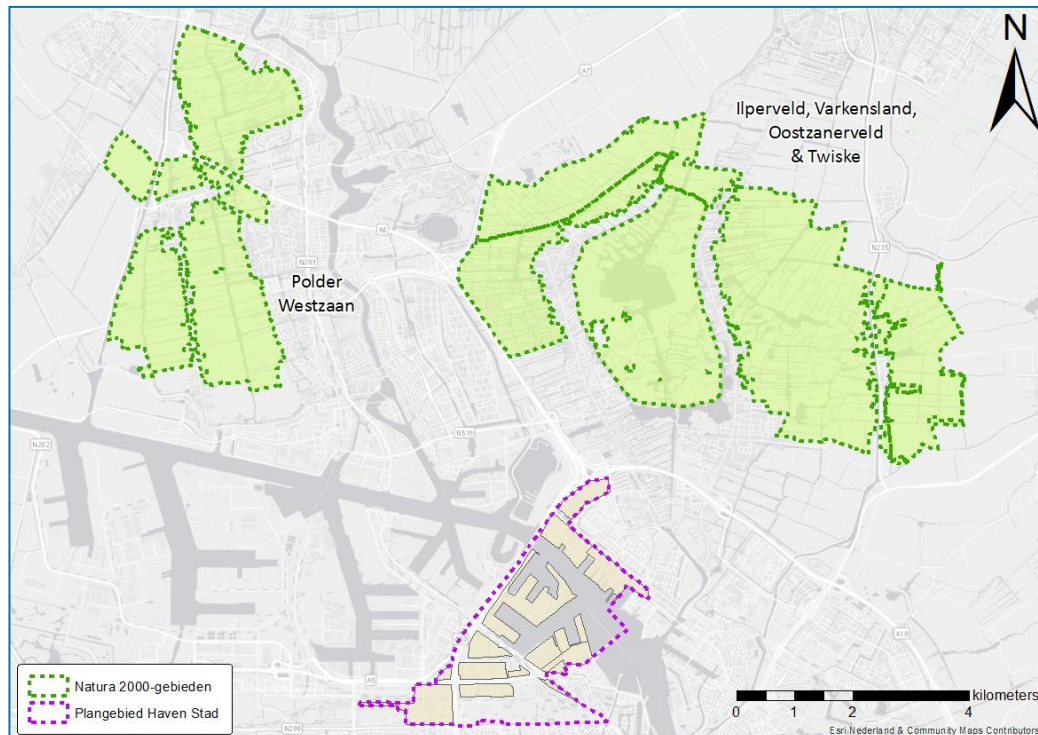 N
A7
Ilperveld, Varkensland,
Oostzanerveld
& Twiske
A8
N203
N235
Polder
Westzaan
N516
N202
A10
A5
N200
Natura 2000-gebieden
Plangebied Haven Stad
kilometers
0 1 2 4
Esri Nederland & Community Maps Contributors